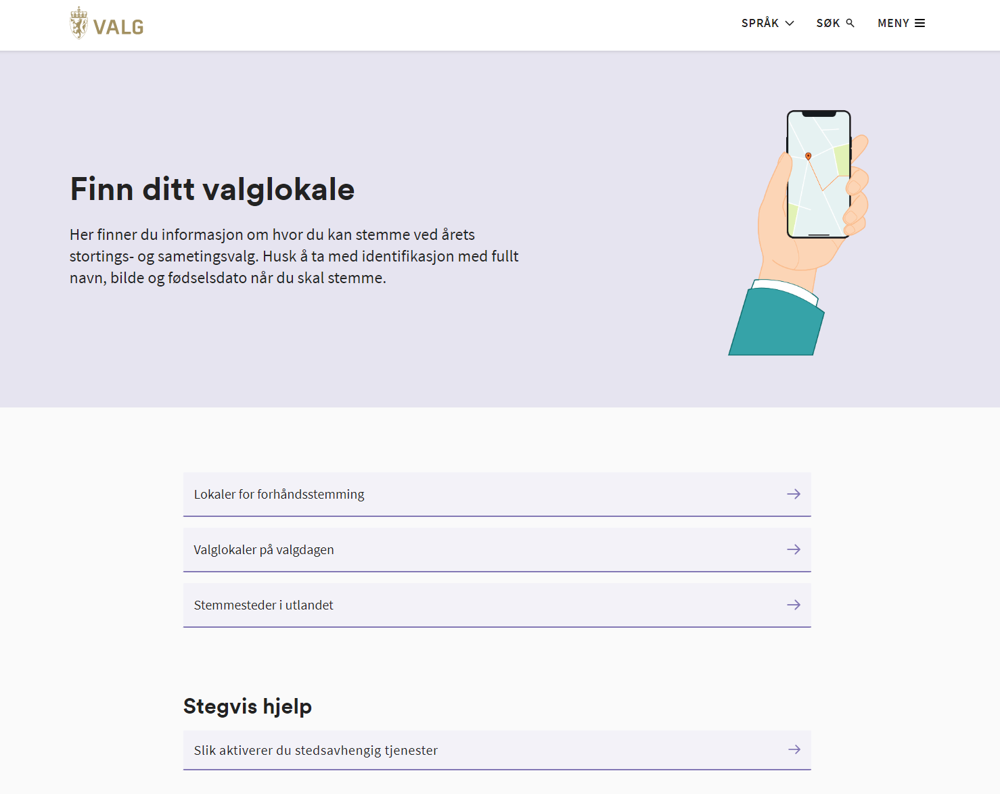 VALG
SPRÅK
SØK
MENY
Finn ditt valglokale
Her finner du informasjon om hvor du kan stemme ved årets
stortings- og sametingsvalg. Husk å ta med identifikasjon med fullt
navn, bilde og fødselsdato når du skal stemme.
Lokaler for forhåndsstemming
Valglokaler på valgdagen
Stemmesteder i utlandet
Stegvis hjelp
Slik aktiverer du stedsavhengig tjenester